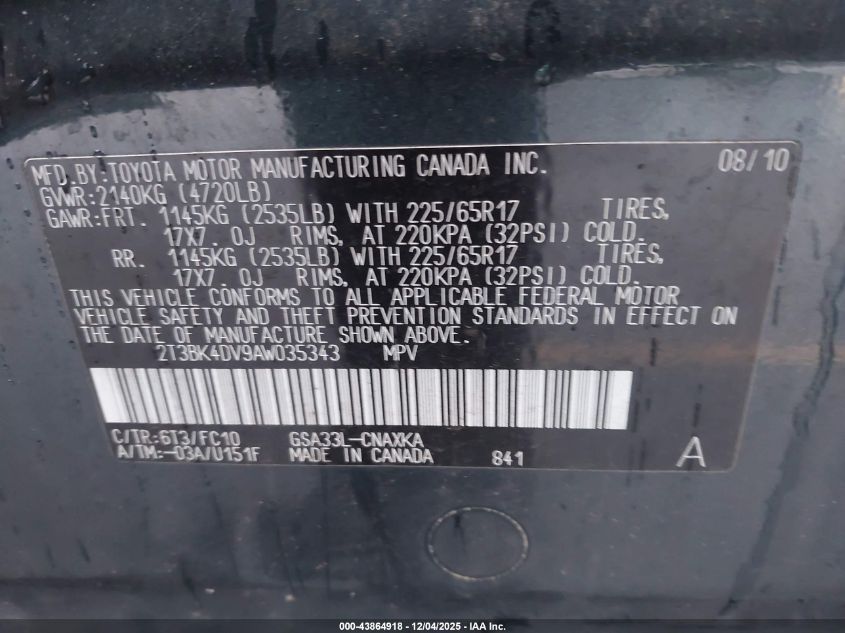 MFD. BY: TOYOTA MOTOR MANUFACTURING CANADA INC. 08/10
GVWR: 2140KG (4720LB)
GAWR: FRT. 1145KG (2535LB) WITH 225/65R17 TIRES,
17X7. 0J RIMS, AT 220KPA (32PSI) COLD.
RR. 1145KG (2535LB) WITH 225/65R17 TIRES,
17X7. 0J RIMS, AT 220KPA (32PSI) COLD.
THIS VEHICLE CONFORMS TO ALL APPLICABLE FEDERAL MOTOR
VEHICLE SAFETY AND THEFT PREVENTION STANDARDS IN EFFECT ON
THE DATE OF MANUFACTURE SHOWN ABOVE.
2T3BK4DV9AW035343 MPV
C/TR: 6T3/FC10 GSA33L-CNAXKA
A/TM: -03A/U151F MADE IN CANADA 841 A
000-43864918 - 12/04/2025 - IAA Inc.